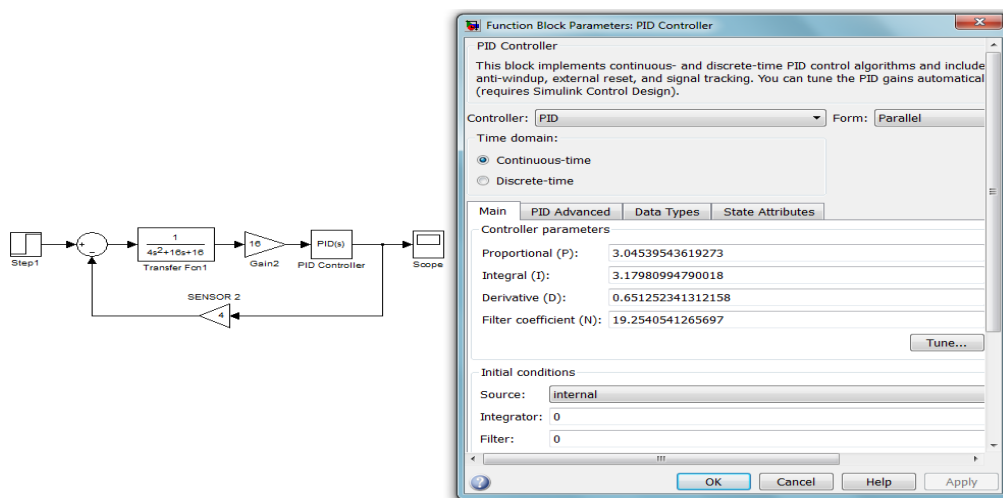 Step1
+
−
1
4s²+16s+16
Transfer Fcn1
16
Gain2
PID(s)
PID Controller
Scope
SENSOR 2
4
Function Block Parameters: PID Controller
PID Controller
This block implements continuous- and discrete-time PID control algorithms and include
anti-windup, external reset, and signal tracking. You can tune the PID gains automatical
(requires Simulink Control Design).
Controller: PID Form: Parallel
Time domain:
Continuous-time
Discrete-time
Main PID Advanced Data Types State Attributes
Controller parameters
Proportional (P): 3.04539543619273
Integral (I): 3.17980994790018
Derivative (D): 0.651252341312158
Filter coefficient (N): 19.2540541265697
Tune...
Initial conditions
Source: internal
Integrator: 0
Filter: 0
OK Cancel Help Apply